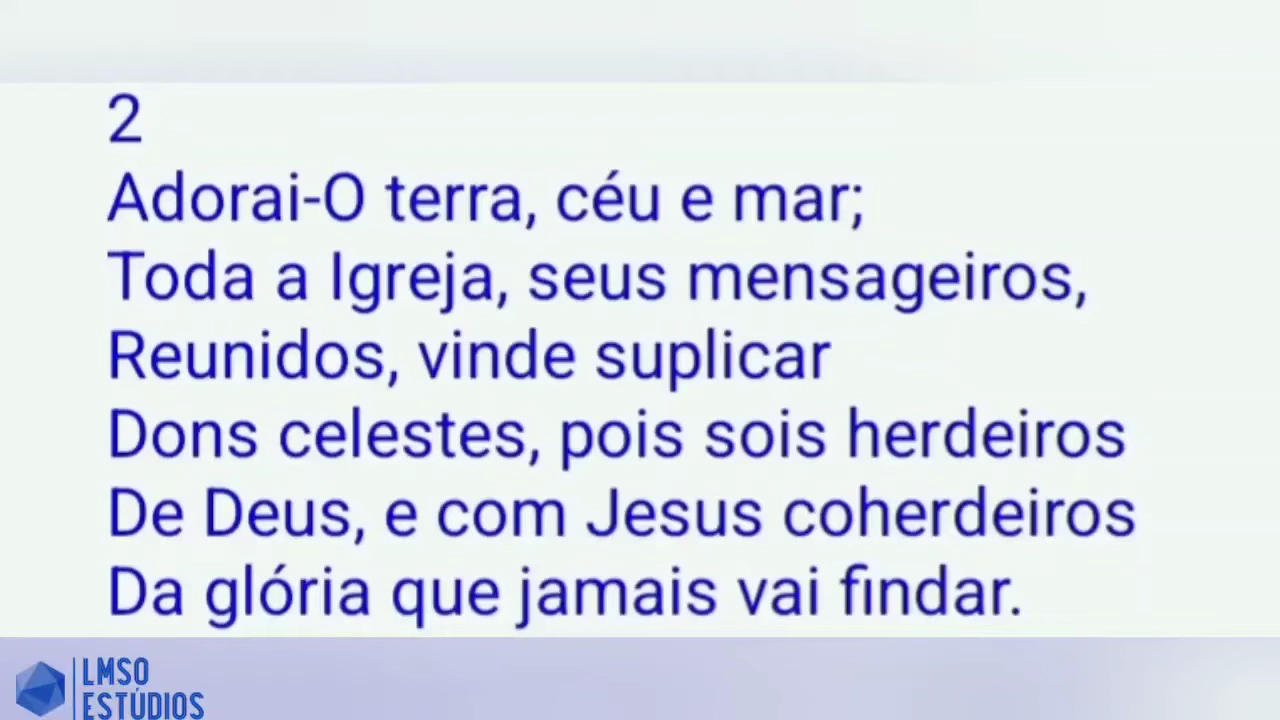 2
Adorai-O terra, céu e mar;
Toda a Igreja, seus mensageiros,
Reunidos, vinde suplicar
Dons celestes, pois sois herdeiros
De Deus, e com Jesus coherdeiros
Da glória que jamais vai findar.
LMSO
ESTÚDIOS